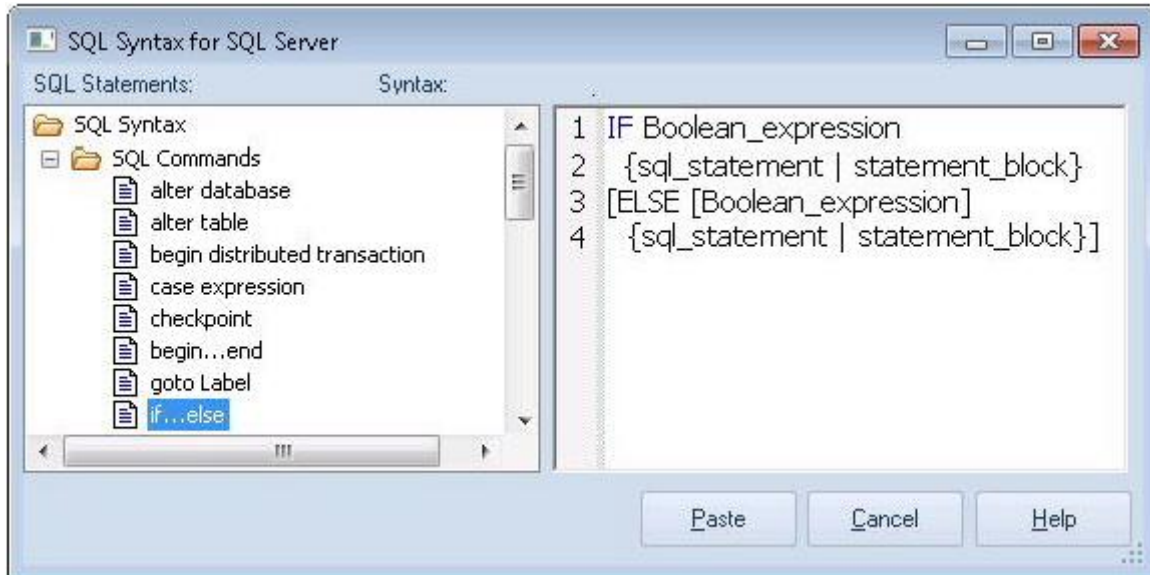 SQL Syntax for SQL Server
SQL Statements:
Syntax:
SQL Syntax
SQL Commands
alter database
alter table
begin distributed transaction
case expression
checkpoint
begin...end
goto Label
if...else
1 IF Boolean_expression
2 {sql_statement | statement_block}
3 [ELSE [Boolean_expression]
4 {sql_statement | statement_block}]
Paste
Cancel
Help